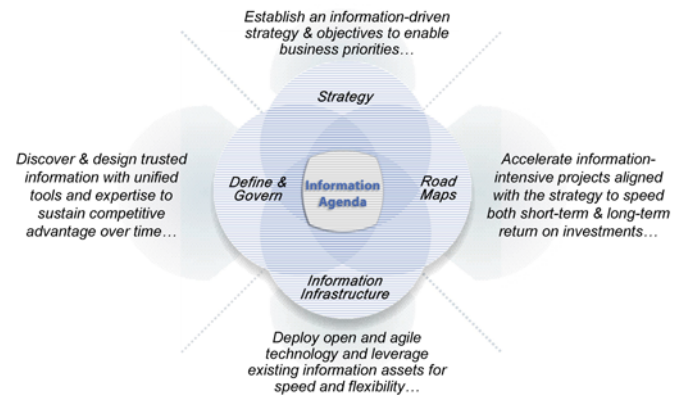 Establish an information-driven
strategy & objectives to enable
business priorities…
Strategy
Discover & design trusted
information with unified
tools and expertise to
sustain competitive
advantage over time…
Define &
Govern
Information
Agenda
Road
Maps
Accelerate information-
intensive projects aligned
with the strategy to speed
both short-term & long-term
return on investments…
Information
Infrastructure
Deploy open and agile
technology and leverage
existing information assets for
speed and flexibility…